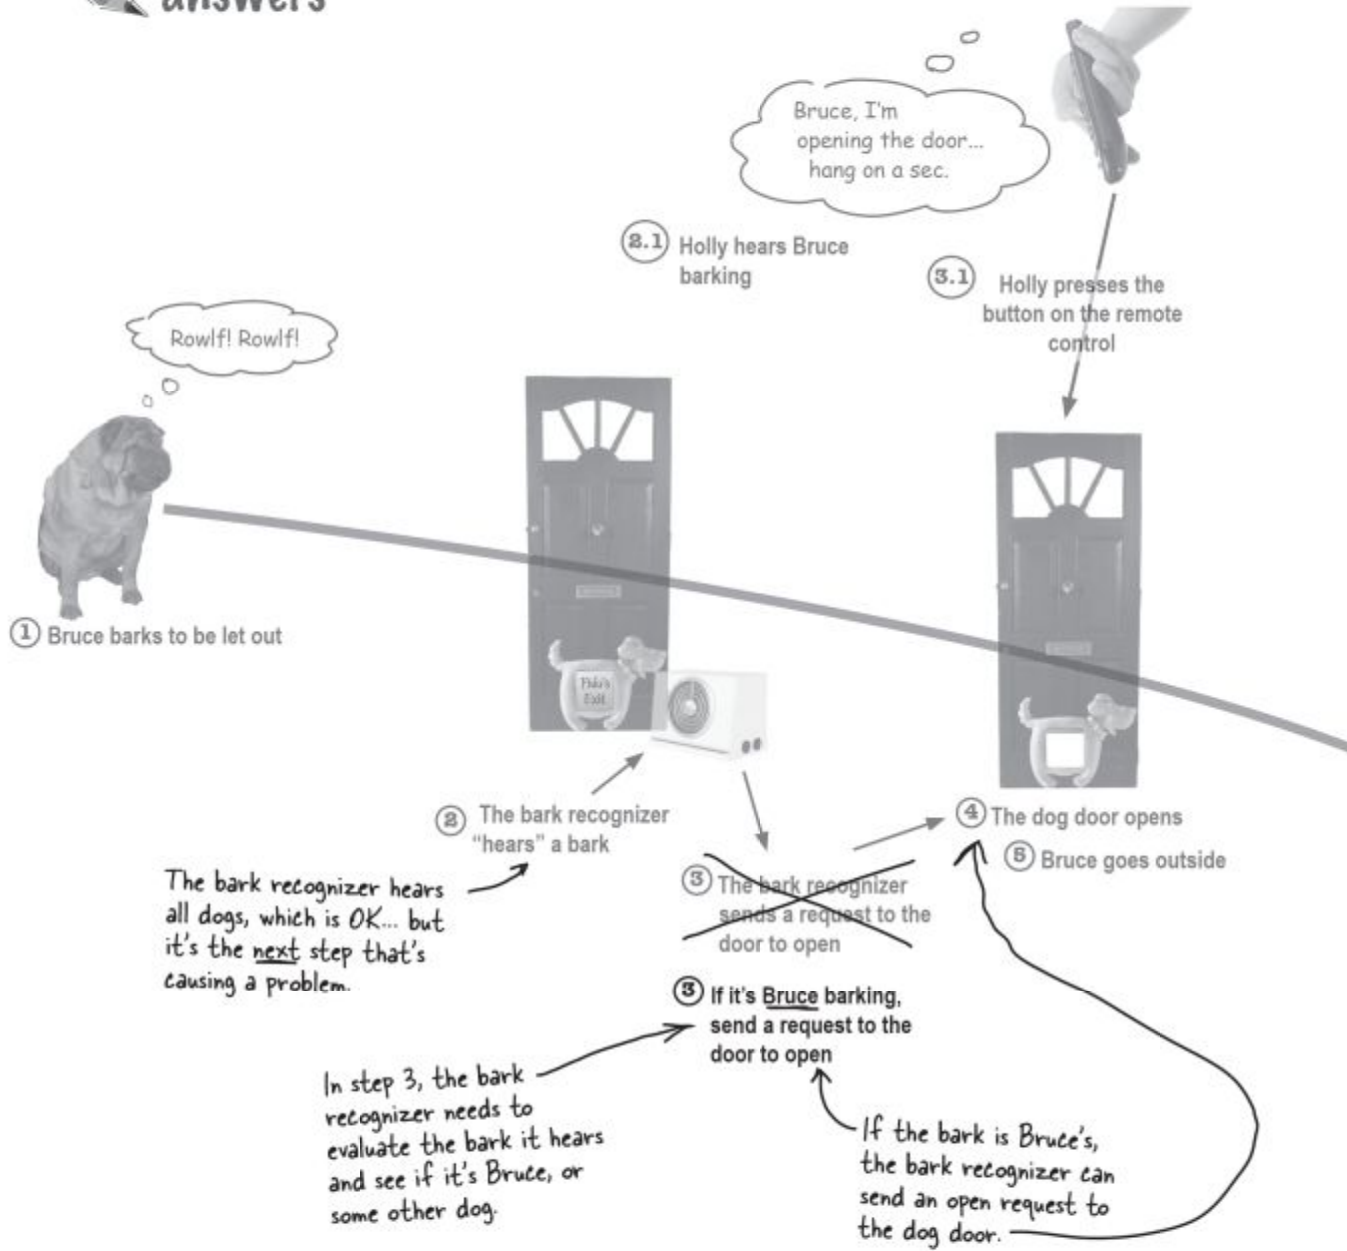 answers
Bruce, I'm
opening the door...
hang on a sec.
2.1 Holly hears Bruce
barking
3.1 Holly presses the
button on the remote
control
Rowlf! Rowlf!
1 Bruce barks to be let out
Fido's
Exit
2 The bark recognizer
"hears" a bark
4 The dog door opens
5 Bruce goes outside
The bark recognizer hears
all dogs, which is OK... but
it's the next step that's
causing a problem.
3 The bark recognizer
sends a request to the
door to open
3 If it's Bruce barking,
send a request to the
door to open
In step 3, the bark
recognizer needs to
evaluate the bark it hears
and see if it's Bruce, or
some other dog.
If the bark is Bruce's,
the bark recognizer can
send an open request to
the dog door.